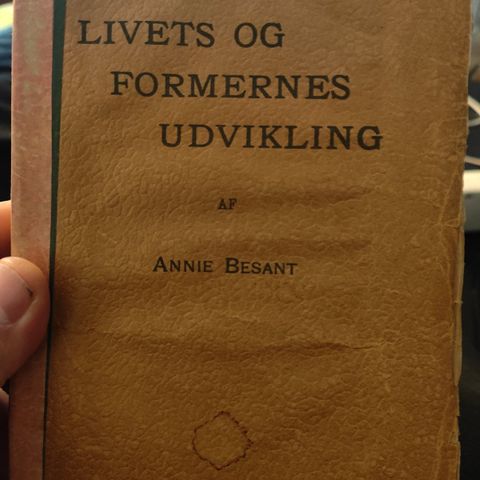 LIVETS OG
FORMERNES
UDVIKLING
AF
ANNIE BESANT